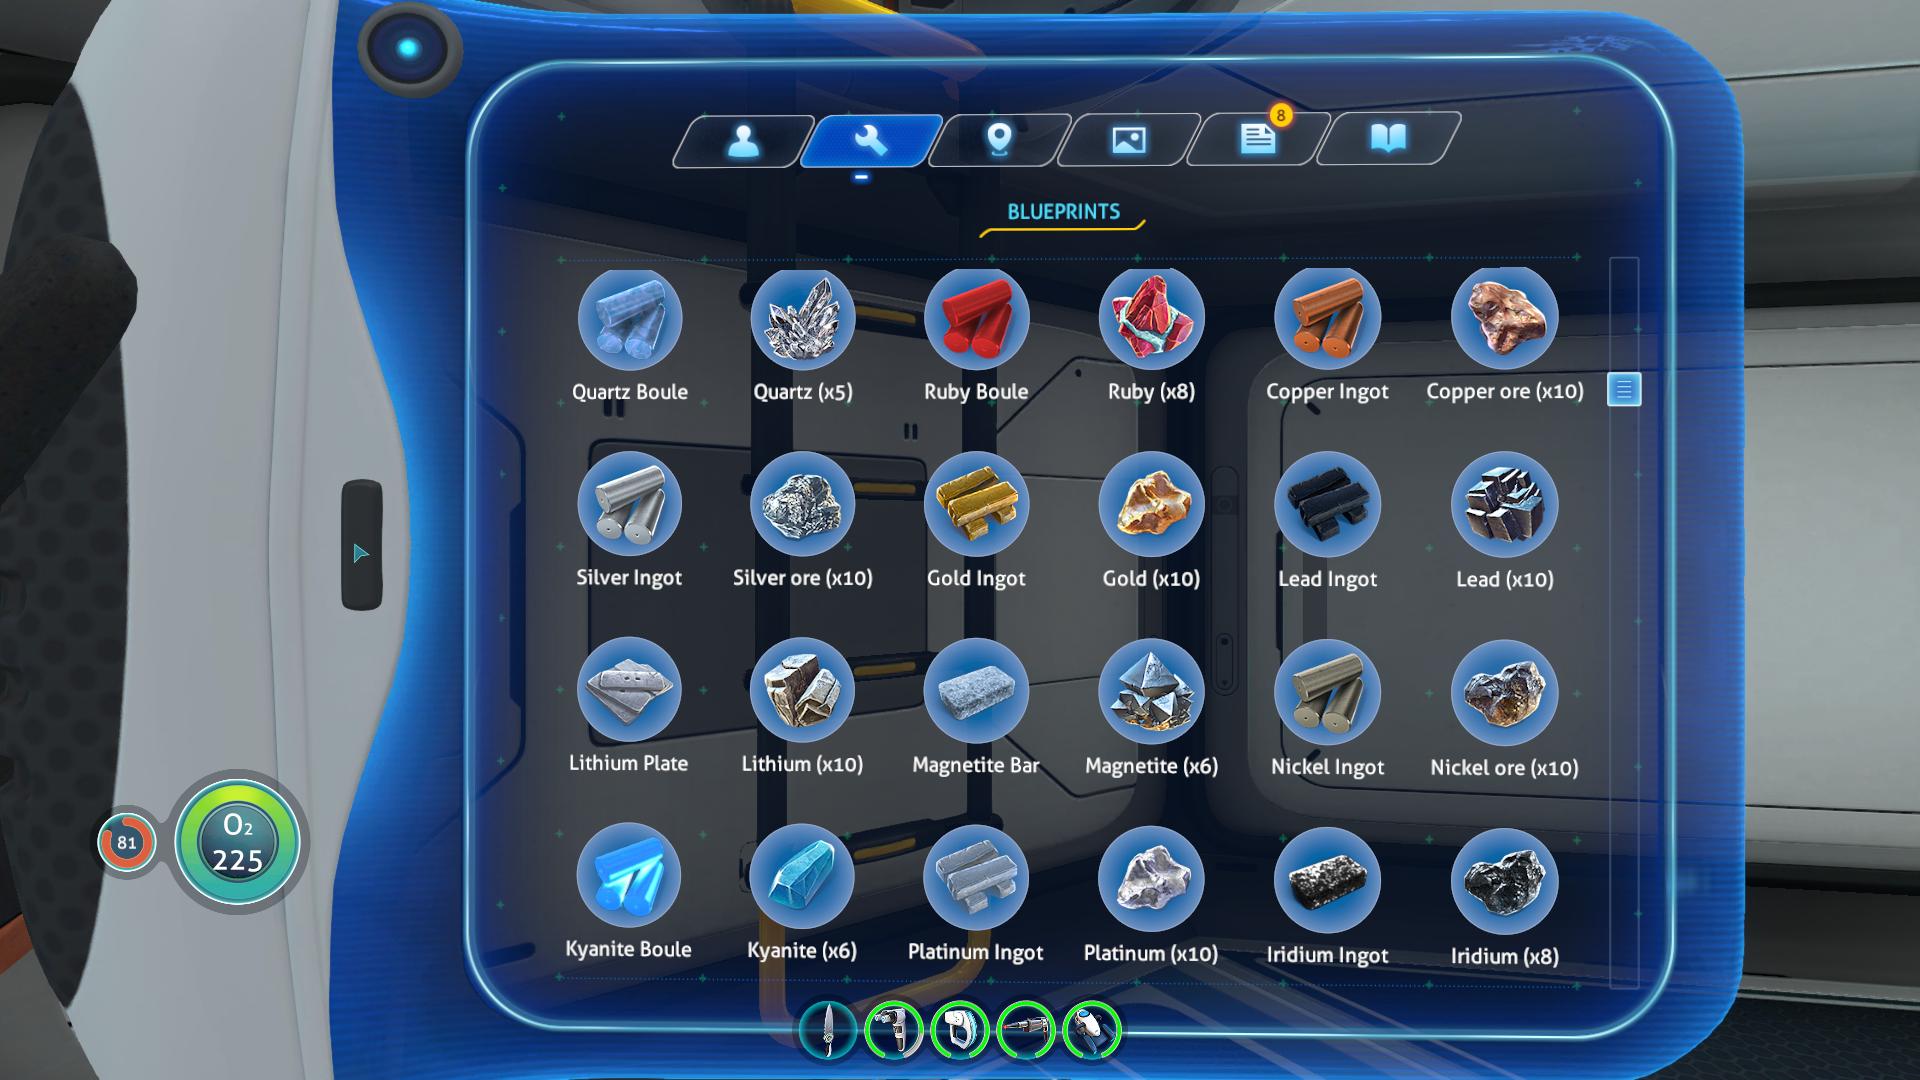 8
BLUEPRINTS
Quartz Boule
Quartz (x5)
Ruby Boule
Ruby (x8)
Copper Ingot
Copper ore (x10)
Silver Ingot
Silver ore (x10)
Gold Ingot
Gold (x10)
Lead Ingot
Lead (x10)
Lithium Plate
Lithium (x10)
Magnetite Bar
Magnetite (x6)
Nickel Ingot
Nickel ore (x10)
81
O₂
225
Kyanite Boule
Kyanite (x6)
Platinum Ingot
Platinum (x10)
Iridium Ingot
Iridium (x8)